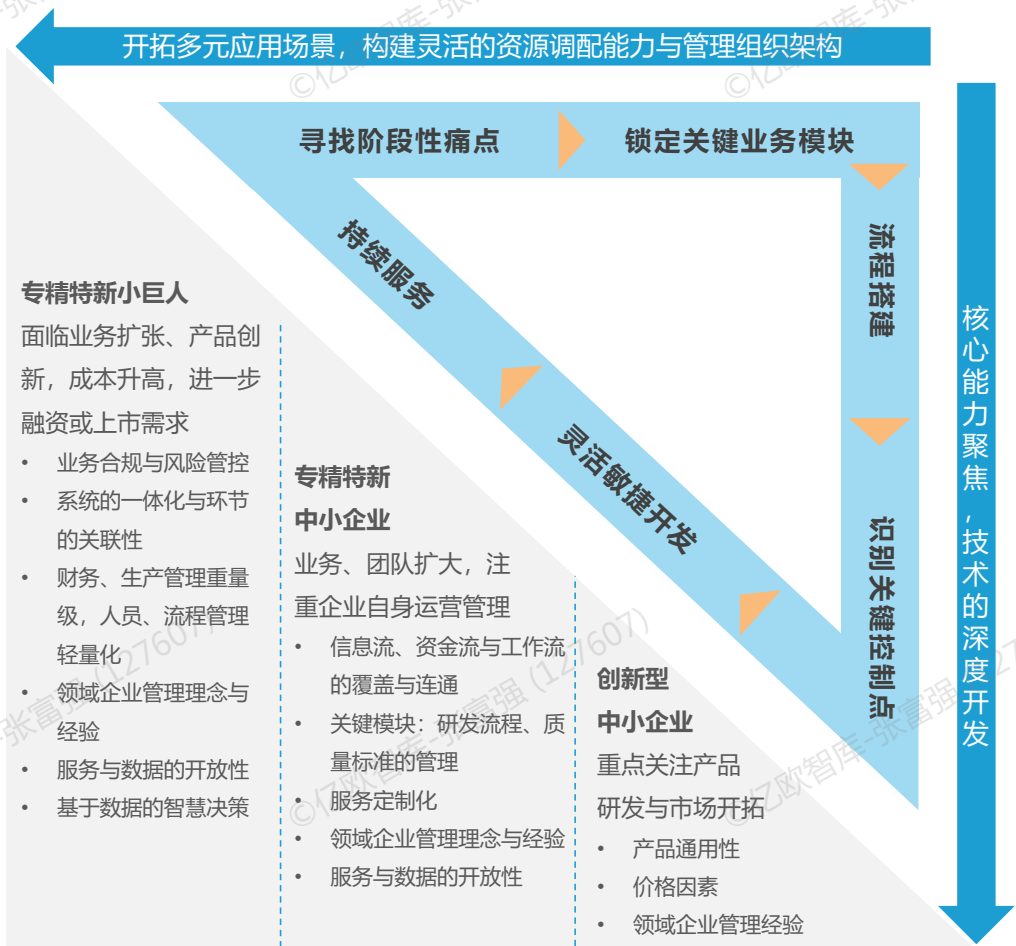 开拓多元应用场景，构建灵活的资源调配能力与管理组织架构
寻找阶段性痛点
锁定关键业务模块
流程搭建
识别关键控制点
灵活敏捷开发
持续服务
核心能力聚焦，技术的深度开发
专精特新小巨人
面临业务扩张、产品创
新，成本升高，进一步
融资或上市需求
• 业务合规与风险管控
• 系统的一体化与环节
的关联性
• 财务、生产管理重量
级，人员、流程管理
轻量化
• 领域企业管理理念与
经验
• 服务与数据的开放性
• 基于数据的智慧决策
专精特新
中小企业
业务、团队扩大，注
重企业自身运营管理
• 信息流、资金流与工作流
的覆盖与连通
• 关键模块：研发流程、质
量标准的管理
• 服务定制化
• 领域企业管理理念与经验
• 服务与数据的开放性
创新型
中小企业
重点关注产品
研发与市场开拓
• 产品通用性
• 价格因素
• 领域企业管理经验
©亿欧智库-张富强 (127607)